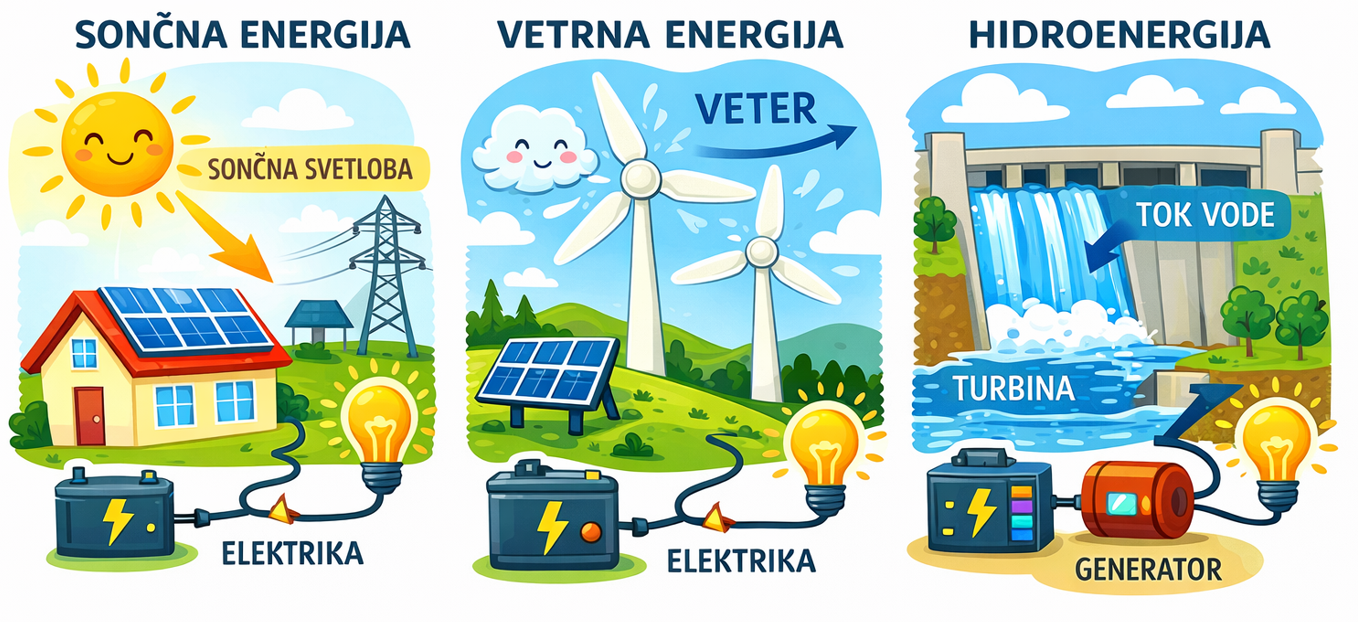 SONČNA ENERGIJA
SONČNA SVETLOBA
ELEKTRIKA
VETRNA ENERGIJA
VETER
ELEKTRIKA
HIDROENERGIJA
TOK VODE
TURBINA
GENERATOR